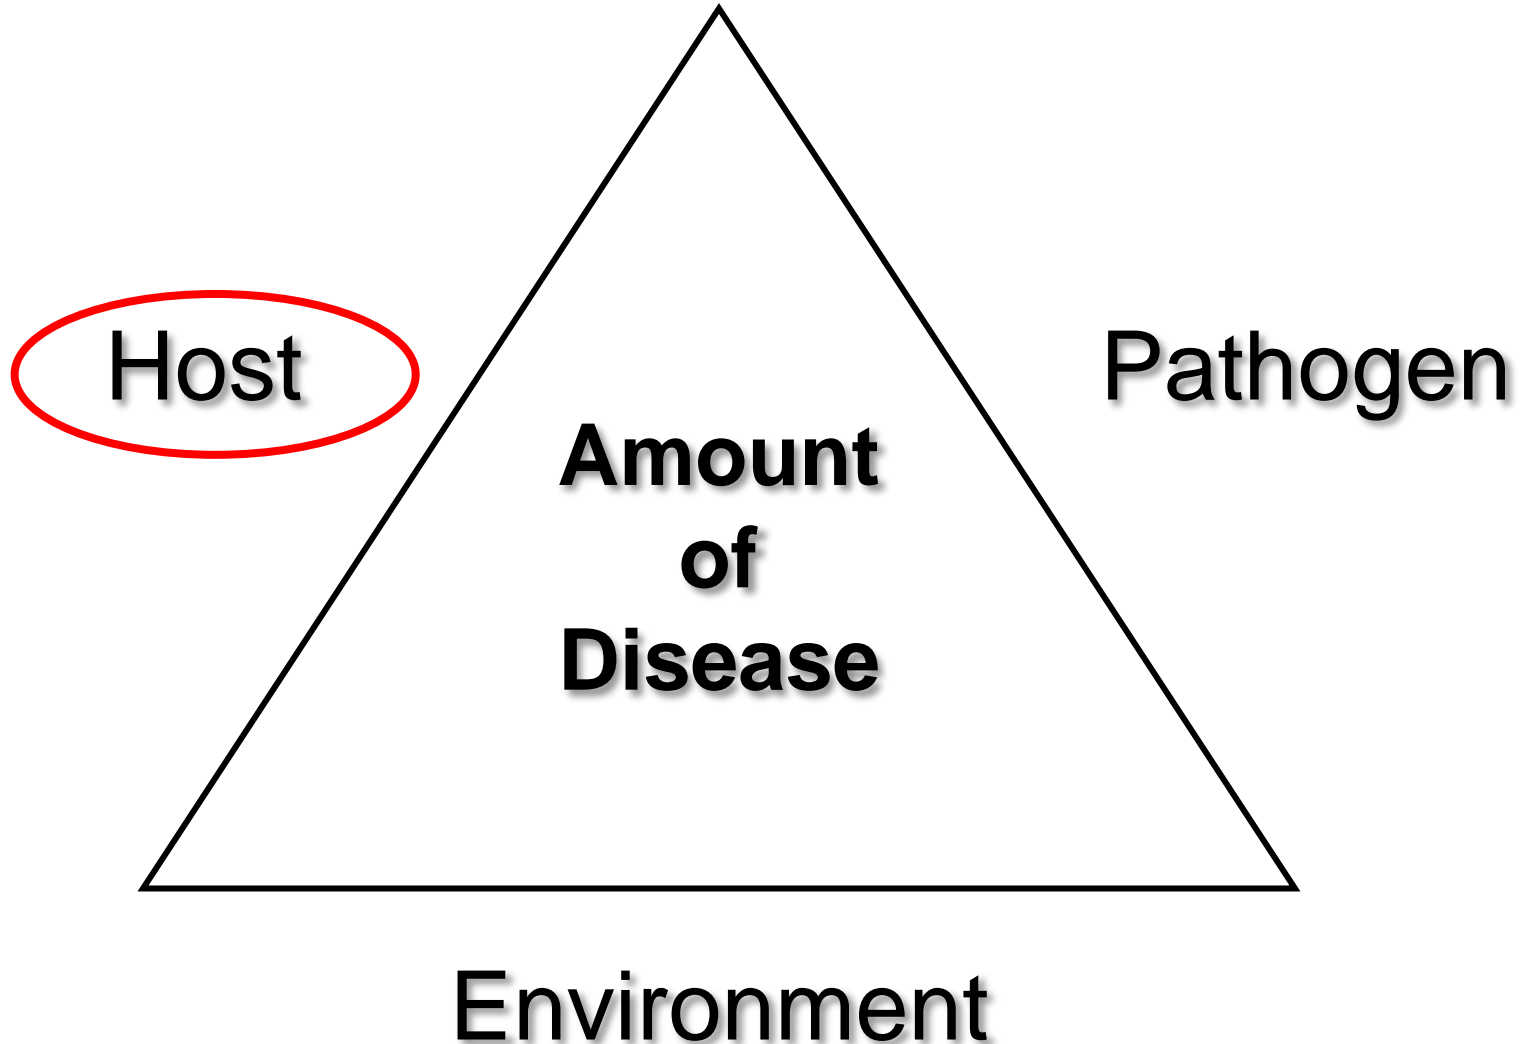 Host
Pathogen
Amount
of
Disease
Environment